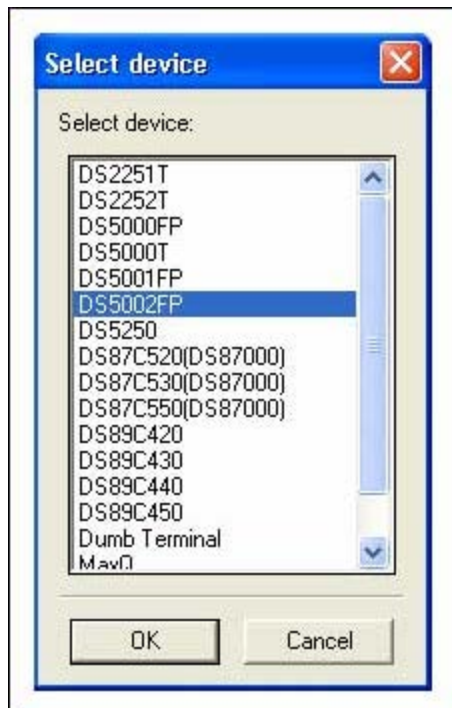 Select device
Select device:
DS2251T
DS2252T
DS5000FP
DS5000T
DS5001FP
DS5002FP
DS5250
DS87C520(DS87000)
DS87C530(DS87000)
DS87C550(DS87000)
DS89C420
DS89C430
DS89C440
DS89C450
Dumb Terminal
OK
Cancel